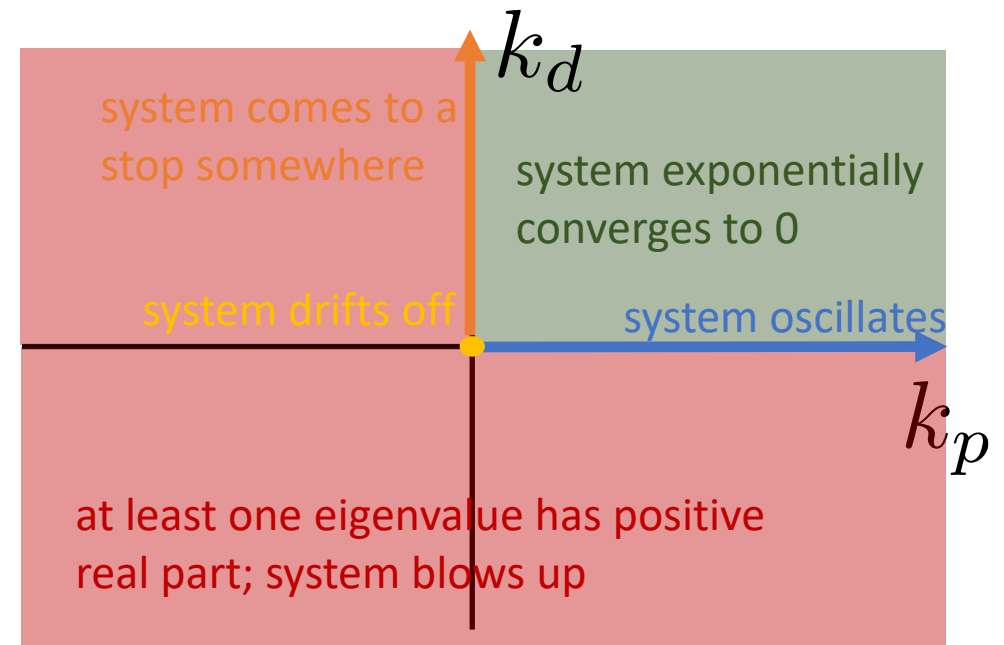 k_d
system comes to a
stop somewhere
system exponentially
converges to 0
system drifts off
system oscillates
k_p
at least one eigenvalue has positive
real part; system blows up